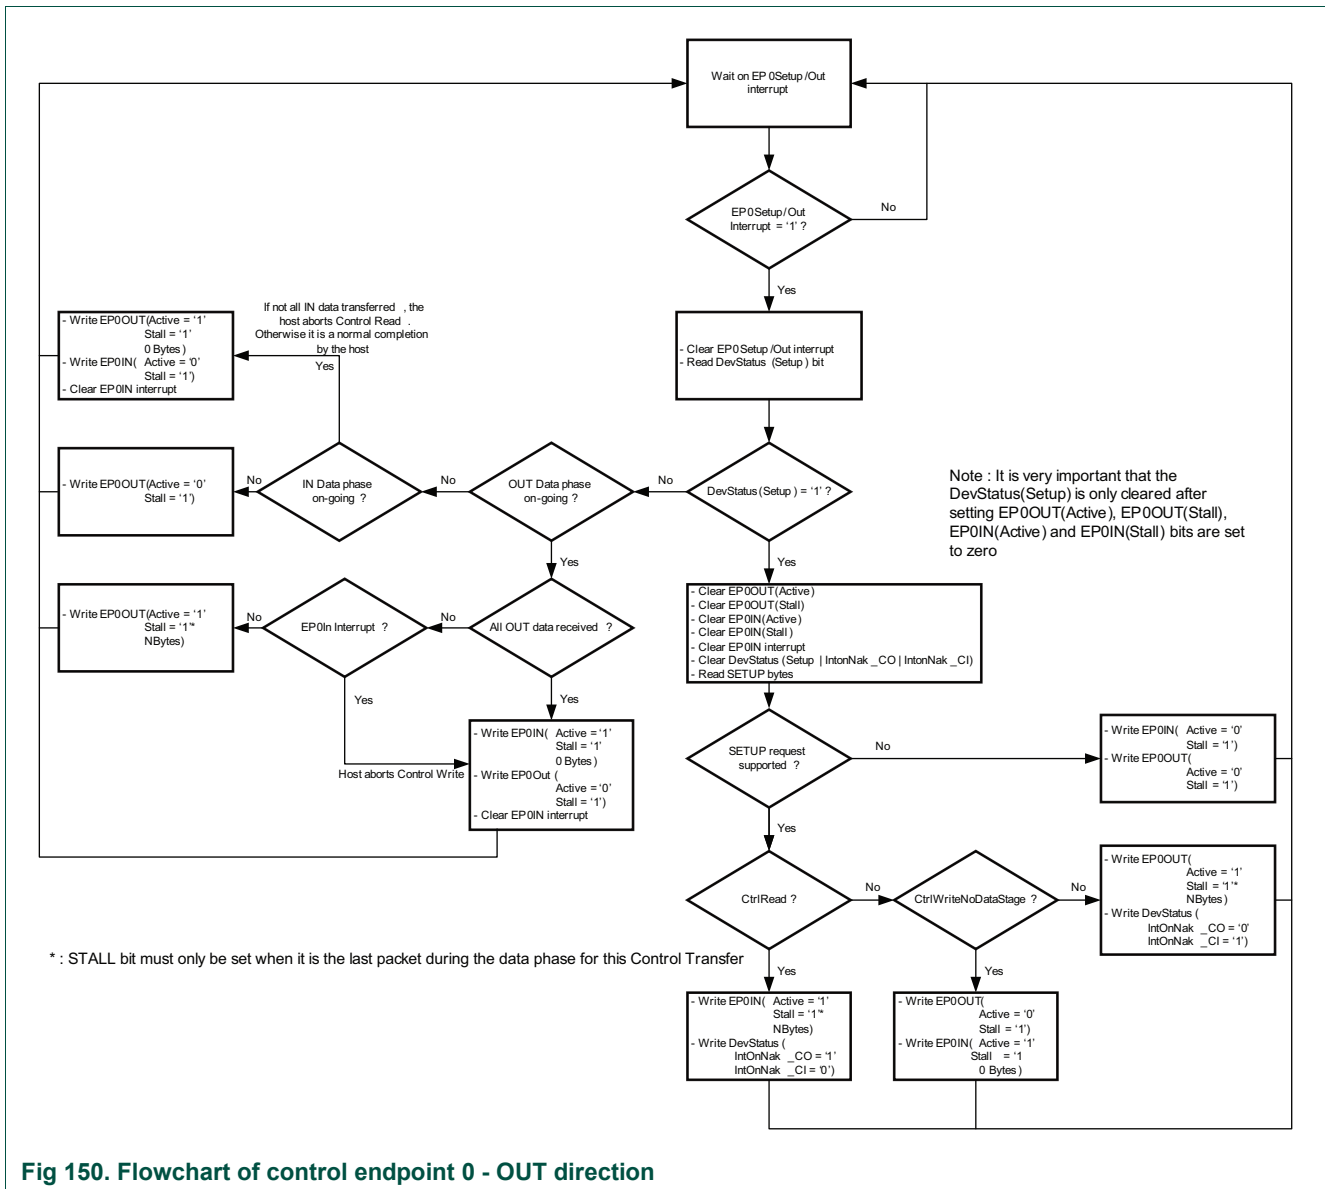 Wait on EP0Setup/Out
interrupt
EP0Setup/Out
Interrupt = ‘1’ ?
No
Yes
- Clear EP0Setup/Out interrupt
- Read DevStatus (Setup) bit
If not all IN data transferred , the
host aborts Control Read .
Otherwise it is a normal completion
by the host
Yes
- Write EP0OUT(Active = ‘1’
Stall = ‘1’
0 Bytes)
- Write EP0IN( Active = ‘0’
Stall = ‘1’)
- Clear EP0IN interrupt
- Write EP0OUT(Active = ‘0’
Stall = ‘1’)
No
IN Data phase
on-going ?
No
OUT Data phase
on-going ?
No
DevStatus(Setup) = ‘1’ ?
Note : It is very important that the
DevStatus(Setup) is only cleared after
setting EP0OUT(Active), EP0OUT(Stall),
EP0IN(Active) and EP0IN(Stall) bits are set
to zero
Yes
Yes
- Write EP0OUT(Active = ‘1’
Stall = ‘1’*
NBytes)
No
EP0In Interrupt ?
No
All OUT data received ?
- Clear EP0OUT(Active)
- Clear EP0OUT(Stall)
- Clear EP0IN(Active)
- Clear EP0IN(Stall)
- Clear EP0IN interrupt
- Clear DevStatus (Setup | IntonNak _CO | IntonNak _CI)
- Read SETUP bytes
Yes
Yes
Host aborts Control Write
- Write EP0IN( Active = ‘1’
Stall = ‘1’
0 Bytes)
- Write EP0Out (
Active = ‘0’
Stall = ‘1’)
- Clear EP0IN interrupt
SETUP request
supported ?
No
- Write EP0IN( Active = ‘0’
Stall = ‘1’)
- Write EP0OUT(
Active = ‘0’
Stall = ‘1’)
Yes
CtrlRead ?
No
CtrlWriteNoDataStage ?
No
- Write EP0OUT(
Active = ‘1’
Stall = ‘1’*
NBytes)
- Write DevStatus (
IntOnNak _CO = ‘0’
IntOnNak _CI = ‘1’)
* : STALL bit must only be set when it is the last packet during the data phase for this Control Transfer
Yes
Yes
- Write EP0IN( Active = ‘1’
Stall = ‘1’*
NBytes)
- Write DevStatus (
IntOnNak _CO = ‘1’
IntOnNak _CI = ‘0’)
- Write EP0OUT(
Active = ‘0’
Stall = ‘1’)
- Write EP0IN( Active = ‘1’
Stall = ‘1
0 Bytes)
Fig 150. Flowchart of control endpoint 0 - OUT direction